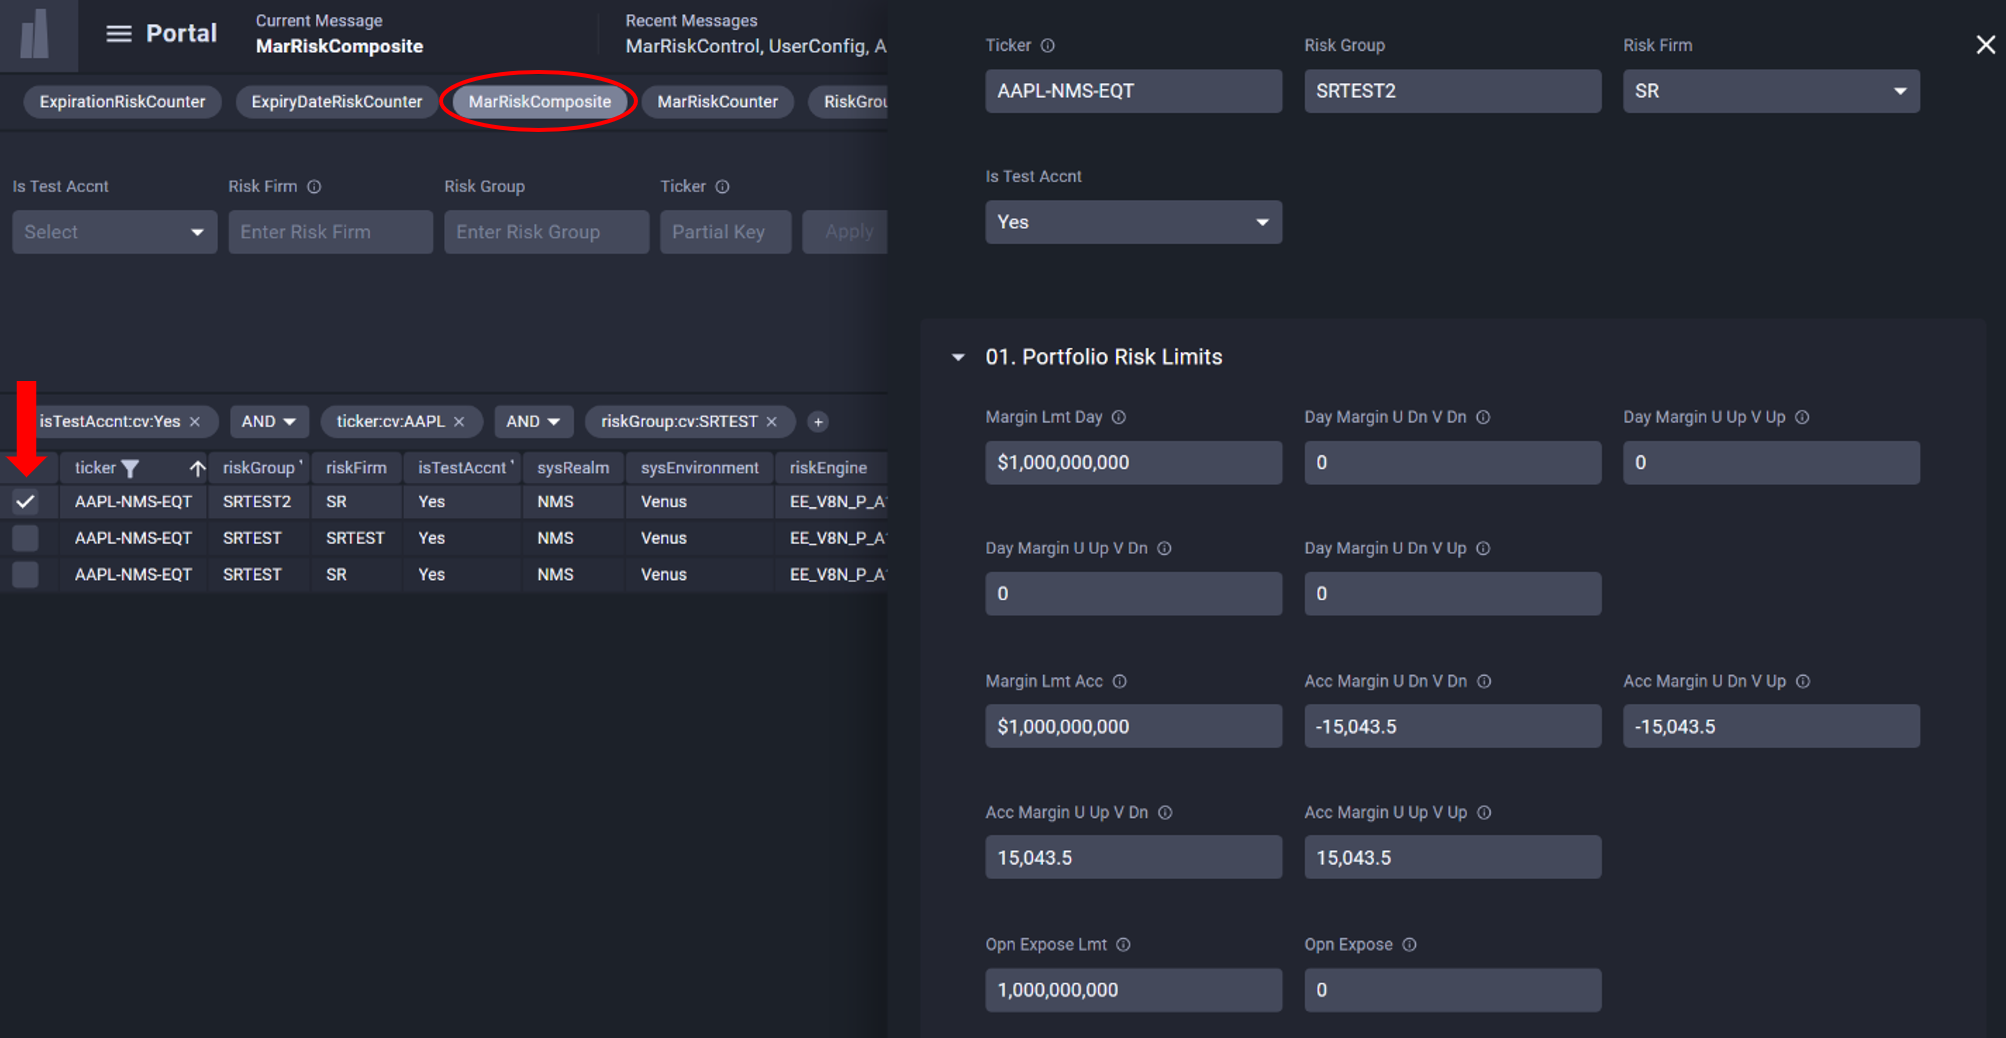 Portal
Current Message
MarRiskComposite
Recent Messages
MarRiskControl, UserConfig, A
ExpirationRiskCounter
ExpiryDateRiskCounter
MarRiskComposite
MarRiskCounter
RiskGrou
Is Test Accnt
Risk Firm
Risk Group
Ticker
Select
Enter Risk Firm
Enter Risk Group
Partial Key
Apply
isTestAccnt:cv:Yes
AND
ticker:cv:AAPL
AND
riskGroup:cv:SRTEST
ticker riskGroup riskFirm isTestAccnt sysRealm sysEnvironment riskEngine
AAPL-NMS-EQT SRTEST2 SR Yes NMS Venus EE_V8N_P_A
AAPL-NMS-EQT SRTEST SRTEST Yes NMS Venus EE_V8N_P_A
AAPL-NMS-EQT SRTEST SR Yes NMS Venus EE_V8N_P_A
Ticker Risk Group Risk Firm
AAPL-NMS-EQT SRTEST2 SR
Is Test Accnt
Yes
01. Portfolio Risk Limits
Margin Lmt Day Day Margin U Dn V Dn Day Margin U Up V Up
$1,000,000,000 0 0
Day Margin U Up V Dn Day Margin U Dn V Up
0 0
Margin Lmt Acc Acc Margin U Dn V Dn Acc Margin U Dn V Up
$1,000,000,000 -15,043.5 -15,043.5
Acc Margin U Up V Dn Acc Margin U Up V Up
15,043.5 15,043.5
Opn Expose Lmt Opn Expose
1,000,000,000 0